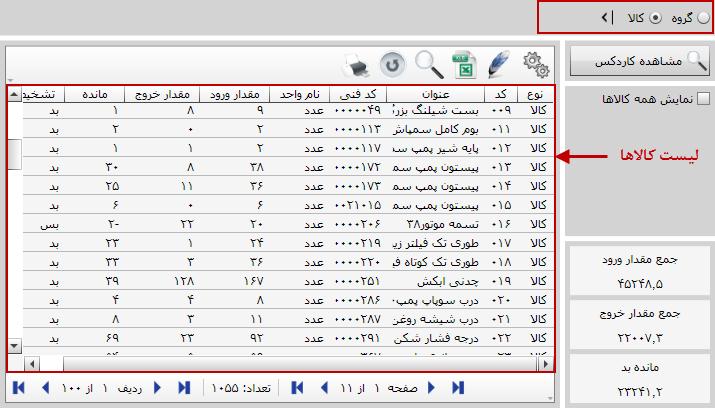 گروه کالا
مشاهده کاردکس
نمایش همه کالاها
لیست کالاها
نوع کد عنوان کد فنی نام واحد مقدار ورود مقدار خروج مانده تشخیص
کالا ۰۰۹ بست شیلنگ بزرگ ۰۰۰۰۰۴۹ عدد ۹ ۸ ۱ بد
کالا ۰۱۱ بوم کامل سمپاش ۰۰۰۰۱۱۳ عدد ۲ ۰ ۲ بد
کالا ۰۱۲ پایه شیر پمپ سم ۰۰۰۰۱۱۷ عدد ۲ ۱ ۱ بد
کالا ۰۱۳ پیستون پمپ سم ۰۰۰۰۱۷۲ عدد ۳۸ ۸ ۳۰ بد
کالا ۰۱۴ پیستون پمپ سم ۰۰۰۰۱۷۳ عدد ۳۶ ۱۱ ۲۵ بد
کالا ۰۱۵ پیستون پمپ سم ۰۰۲۱۰۱۵ عدد ۶ ۰ ۶ بد
کالا ۰۱۶ تسمه موتور۳۸ ۰۰۰۰۲۰۶ عدد ۲۰ ۲۲ -۲ بس
کالا ۰۱۷ طوری تک فیلتر زی ۰۰۰۰۲۱۹ عدد ۲۴ ۱ ۲۳ بد
کالا ۰۱۸ طوری تک کوتاه فی ۰۰۰۰۲۲۰ عدد ۳۶ ۳ ۳۳ بد
کالا ۰۱۹ چدنی ابکش ۰۰۰۰۲۵۱ عدد ۱۶۷ ۱۲۸ ۳۹ بد
کالا ۰۲۰ درب سوپاپ پمپ ۰۰۰۰۲۸۶ عدد ۸ ۴ ۴ بد
کالا ۰۲۱ درب شیشه روغن ۰۰۰۰۲۸۷ عدد ۱۱ ۳ ۸ بد
کالا ۰۲۲ درجه فشار شکن ۰۰۰۰۲۹۱ عدد ۹۲ ۲۳ ۶۹ بد
صفحه ۱ از ۱۱ تعداد: ۱۰۵۵ ردیف ۱ از ۱۰۰
جمع مقدار ورود
۴۵۲۴۸,۵
جمع مقدار خروج
۲۲۰۰۷,۳
مانده بد
۲۳۲۴۱,۲